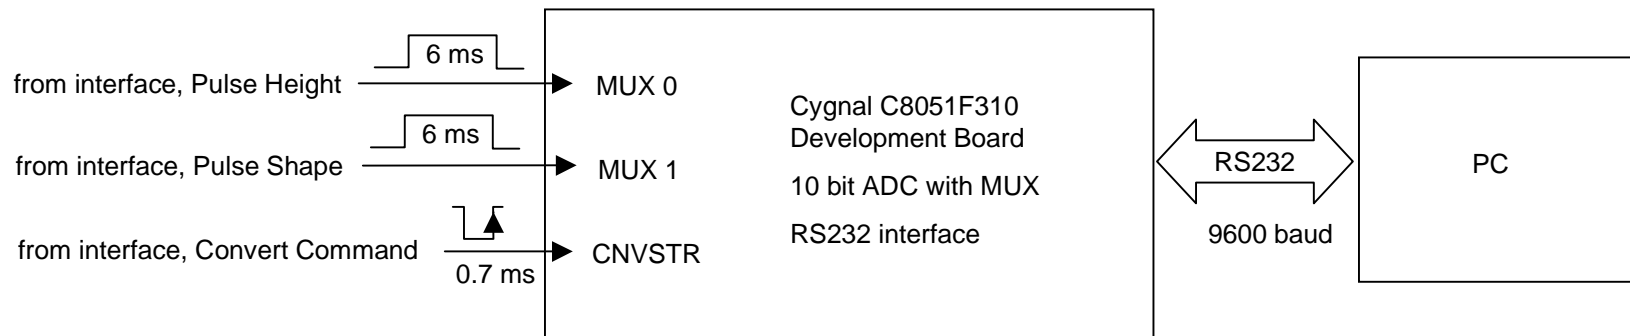 6 ms
from interface, Pulse Height
MUX 0
6 ms
from interface, Pulse Shape
MUX 1
from interface, Convert Command
0.7 ms
CNVSTR
Cygnal C8051F310
Development Board
10 bit ADC with MUX
RS232 interface
RS232
9600 baud
PC